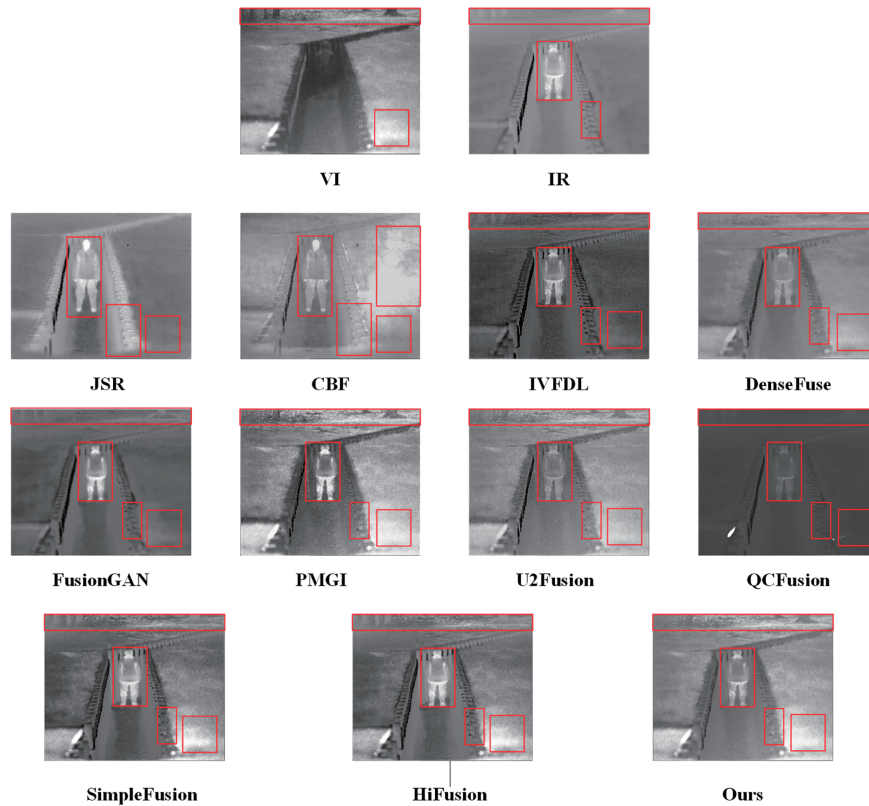 VI IR
JSR CBF IVFDL DenseFuse
FusionGAN PMGI U2Fusion QCFusion
SimpleFusion HiFusion Ours